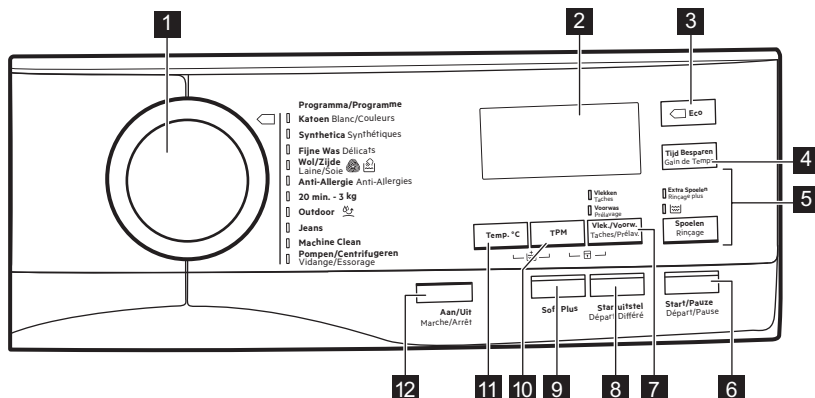 1
2
3
Programma/Programme
Katoen Blanc/Couleurs
Synthetica Synthétiques
Fijne Was Délicats
Wol/Zijde
Laine/Soie
Anti-Allergie Anti-Allergies
20 min. - 3 kg
Outdoor
Jeans
Machine Clean
Pompen/Centrifugeren
Vidange/Essorage
Eco
Tijd Besparen
Gain de Temps
4
Vlekken
Taches
Voorwas
Prélavage
Extra Spoelen
Rinçage plus
5
Temp. °C
TPM
Vlek./Voorw.
Taches/Prélav.
Spoelen
Rinçage
Aan/Uit
Marche/Arrêt
Soft Plus
Startuitstel
Départ Différé
Start/Pauze
Départ/Pause
12
11
10
9
8
7
6